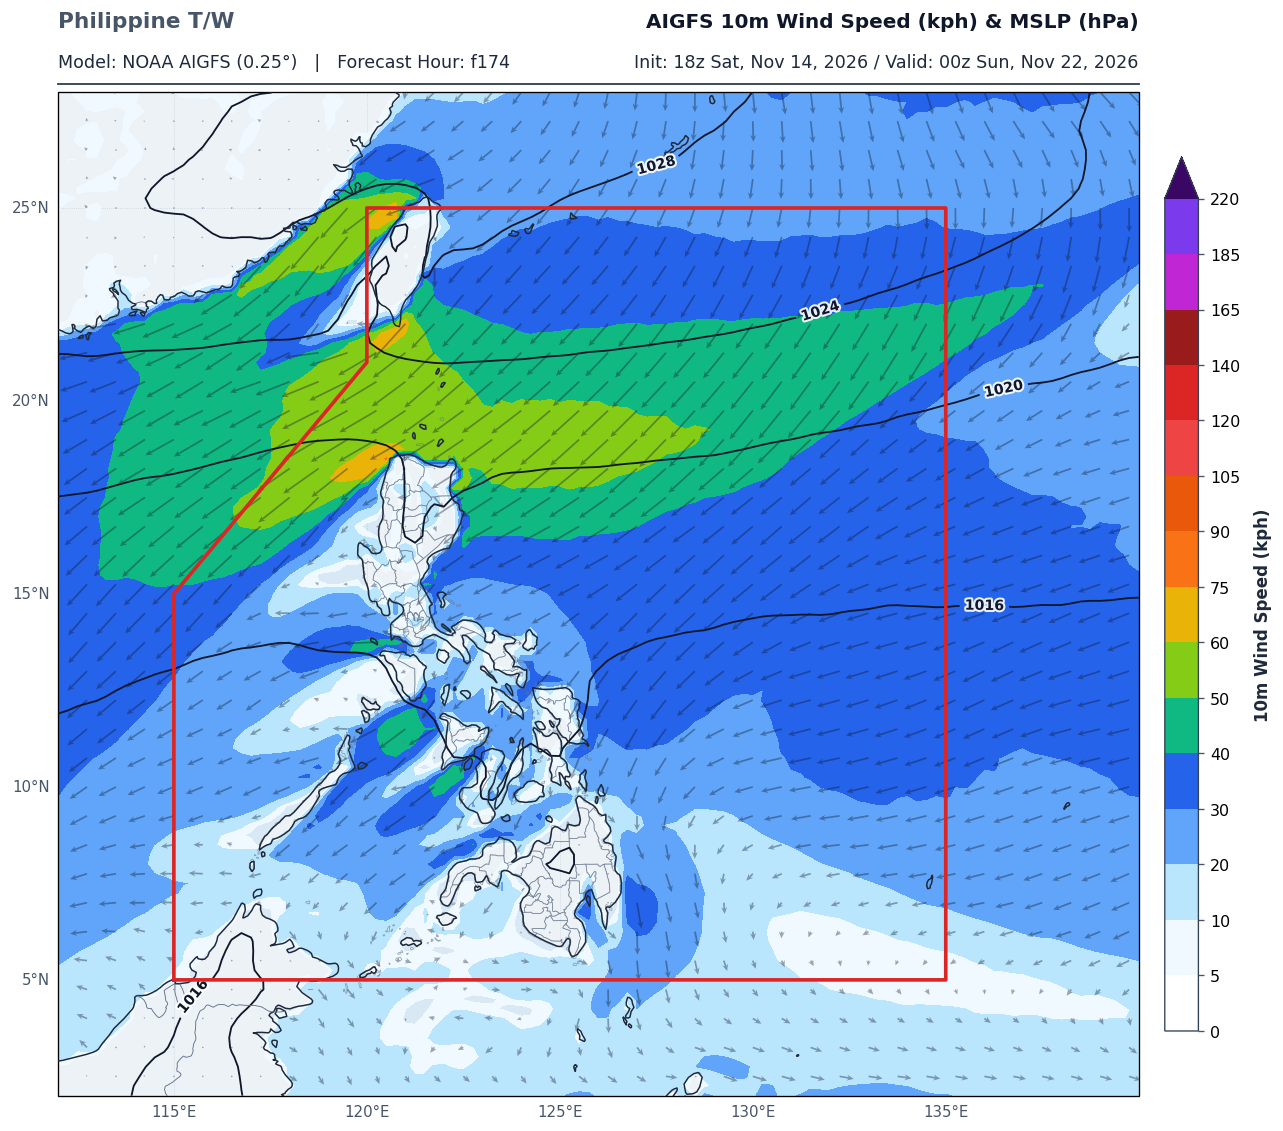 Philippine T/W
AIGFS 10m Wind Speed (kph) & MSLP (hPa)
Model: NOAA AIGFS (0.25°) | Forecast Hour: f174
Init: 18z Sat, Nov 14, 2026 / Valid: 00z Sun, Nov 22, 2026
1028
1024
1020
1016
1016
25°N
20°N
15°N
10°N
5°N
115°E
120°E
125°E
130°E
135°E
220
185
165
140
120
105
90
75
60
50
40
30
20
10
5
0
10m Wind Speed (kph)